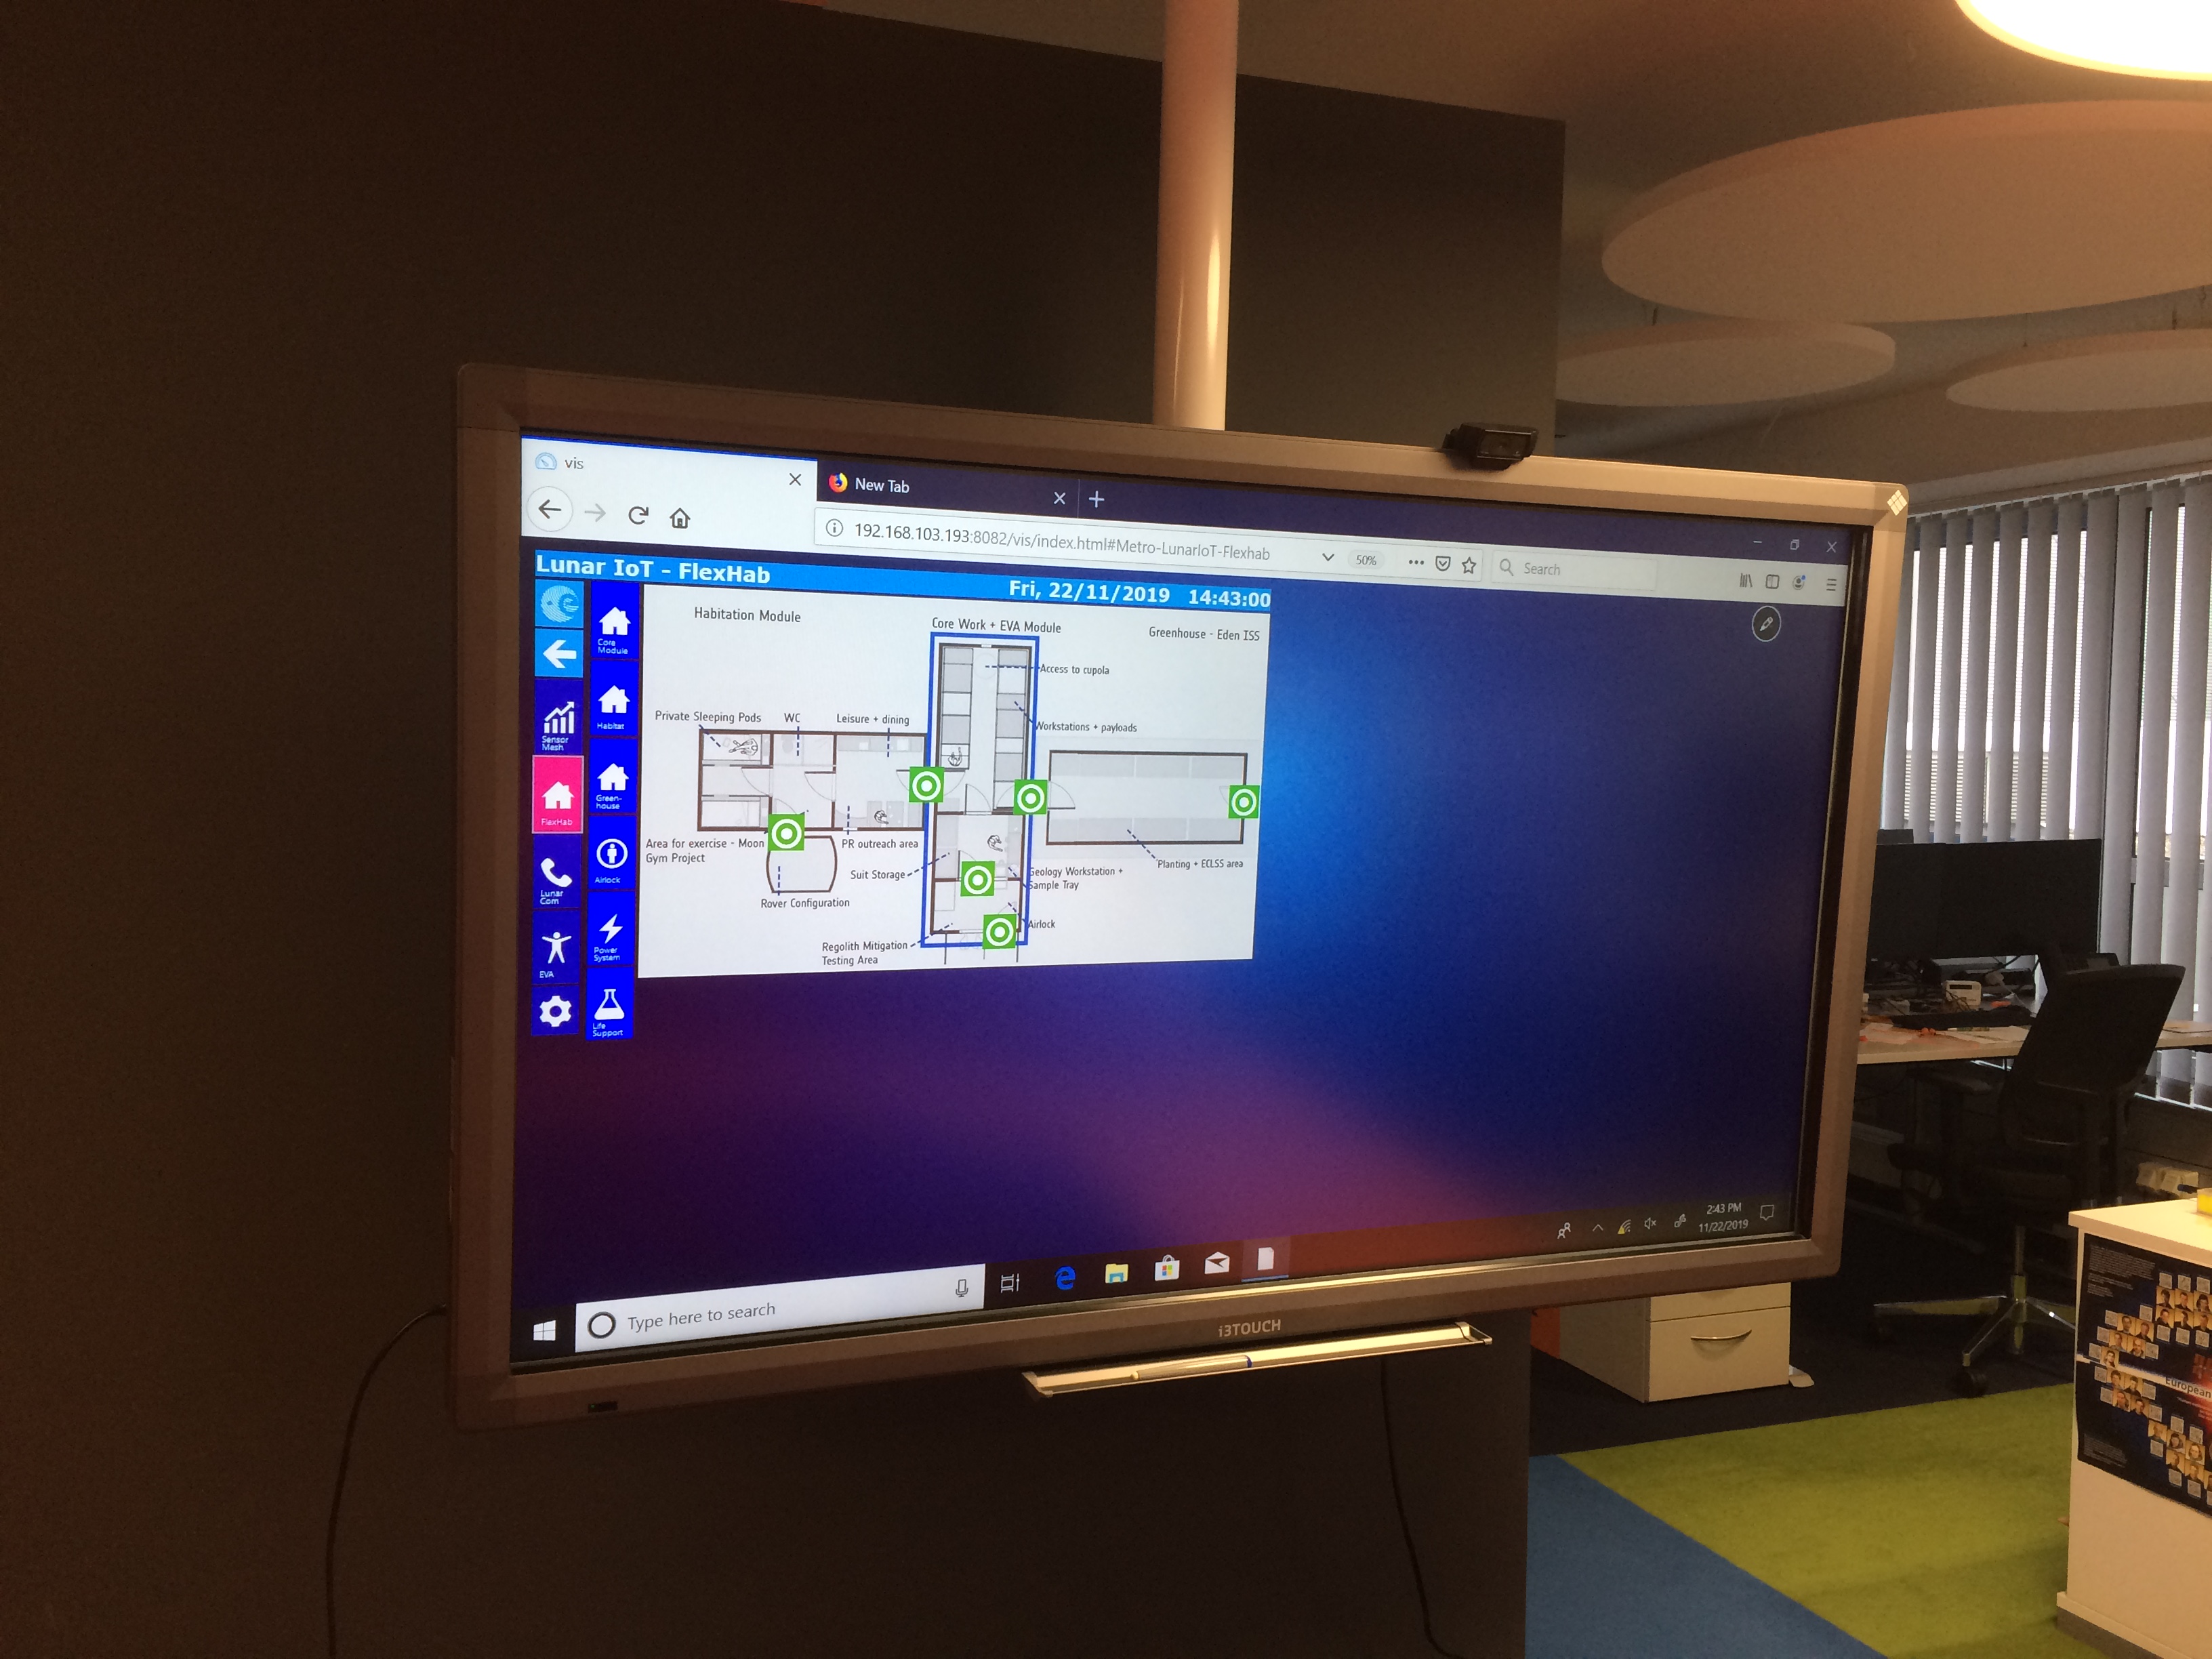 vis
New Tab
192.168.103.193:8082/vis/index.html#Metro-LunarIoT-Flexhab
50%
Search
Lunar IoT - FlexHab
Fri, 22/11/2019 14:43:00
Core
Module
Habitat
Green-
house
Airlock
Power
System
Life
Support
Sensor
Mesh
FlexHab
Lunar
Com
EVA
Habitation Module
Core Work + EVA Module
Greenhouse - Eden ISS
Access to cupola
Private Sleeping Pods
WC
Leisure + dining
Workstations + payloads
Area for exercise - Moon
Gym Project
PR outreach area
Suit Storage
Geology Workstation +
Sample Tray
Planting + ECLSS area
Rover Configuration
Airlock
Regolith Mitigation
Testing Area
2:43 PM
11/22/2019
Type here to search
i3TOUCH
European